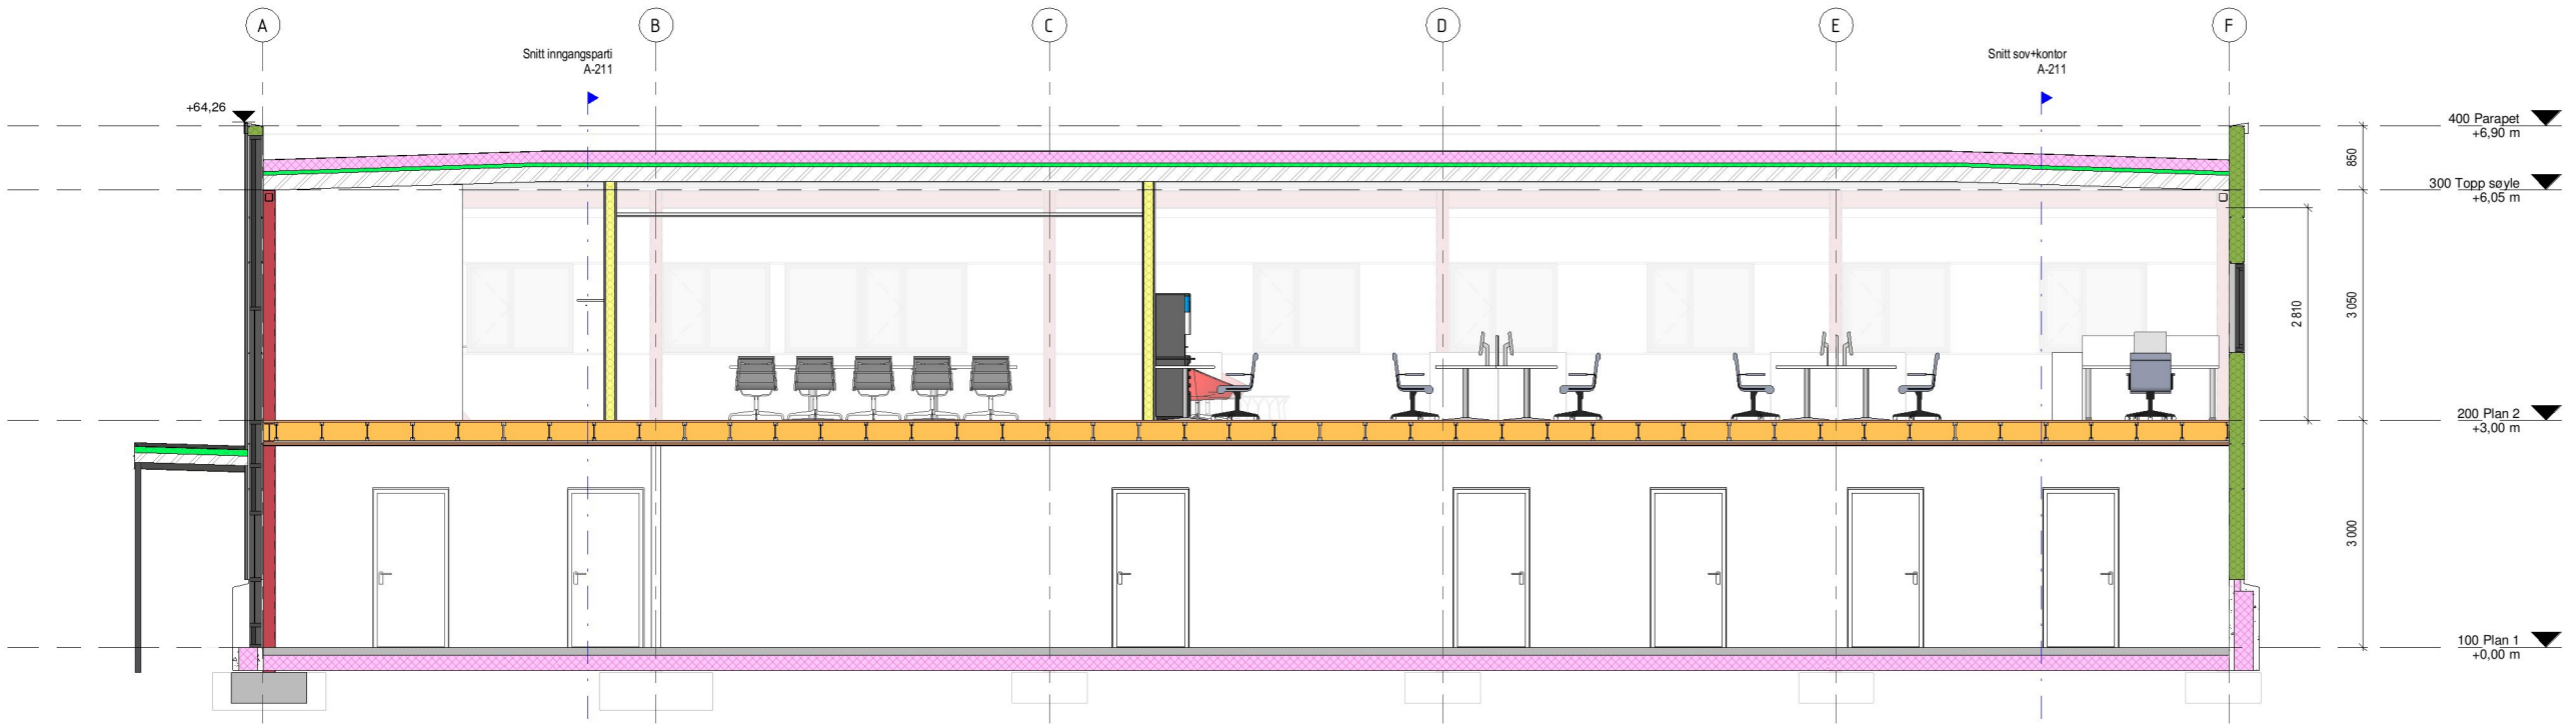 A
B
C
D
E
F
Snitt inngangsparti
A-211
Snitt sov+kontor
A-211
+64,26
400 Parapet
+6,90 m
850
300 Topp søyle
+6,05 m
2 810
3 050
200 Plan 2
+3,00 m
3 000
100 Plan 1
+0,00 m